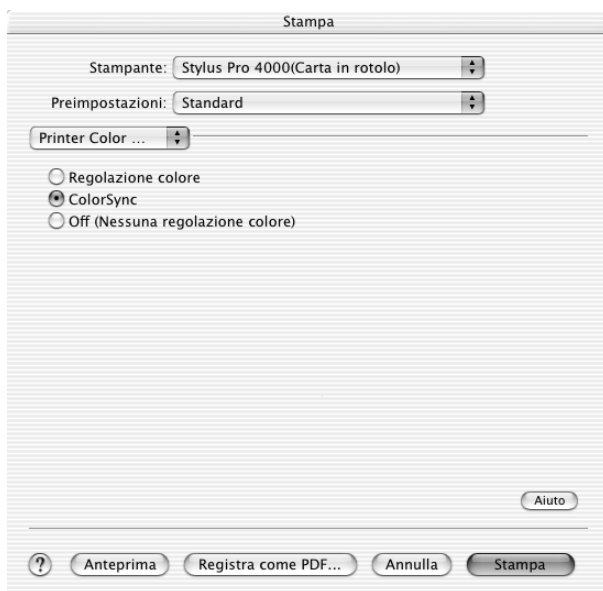 Stampa
Stampante: Stylus Pro 4000(Carta in rotolo)
Preimpostazioni: Standard
Printer Color ...
Regolazione colore
ColorSync
Off (Nessuna regolazione colore)
Aiuto
? Anteprima Registra come PDF... Annulla Stampa